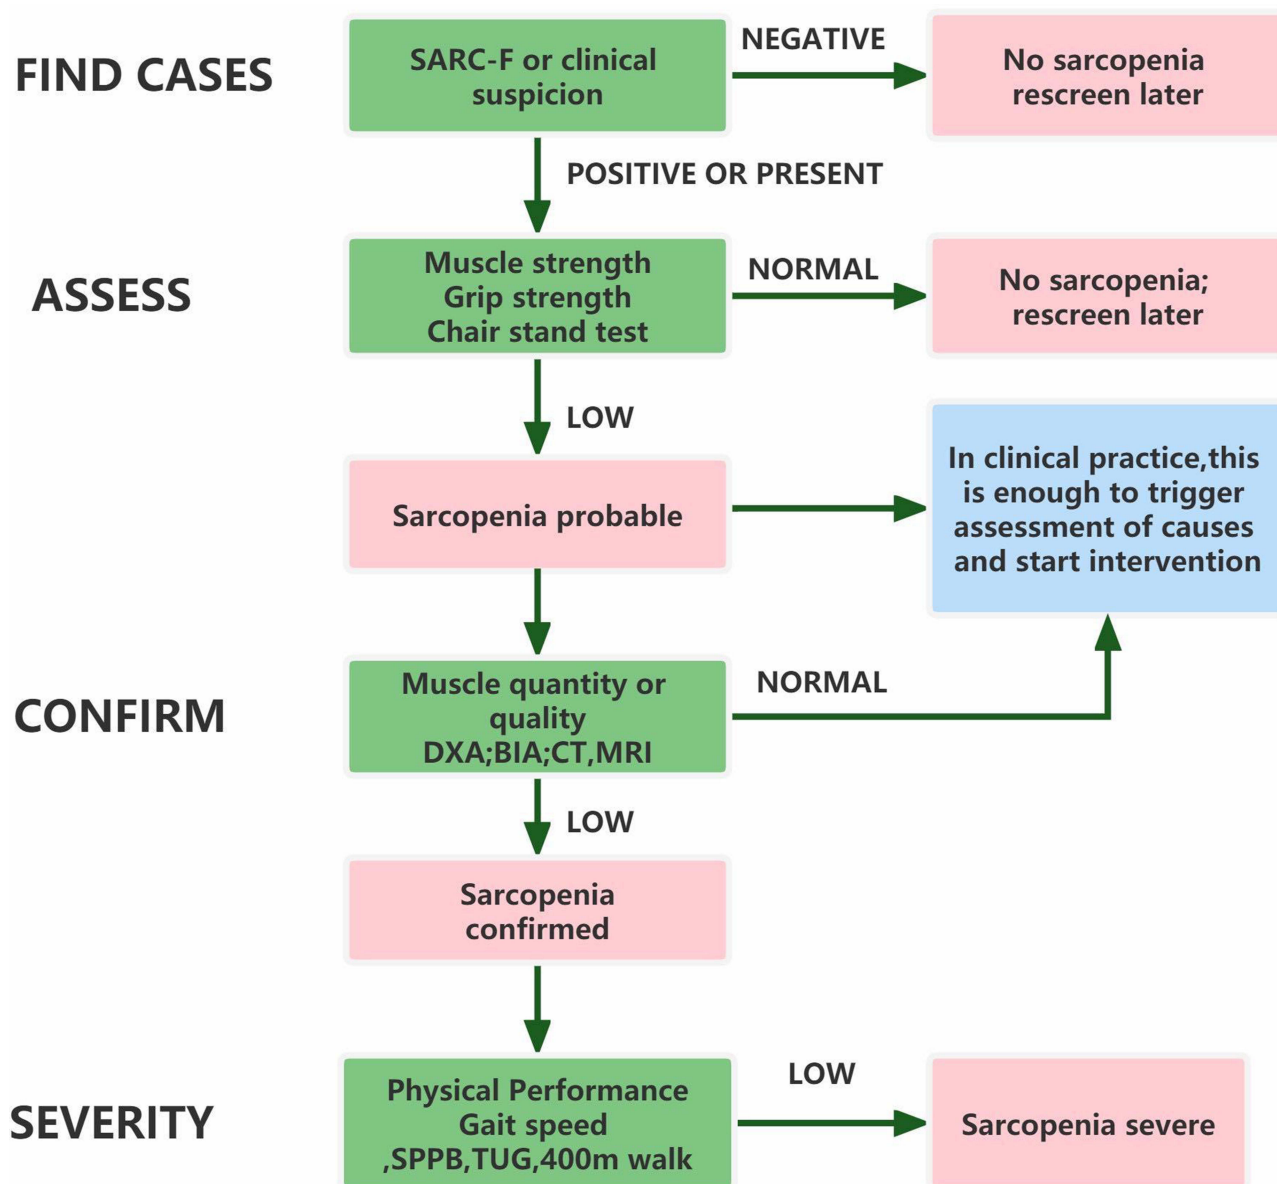 FIND CASES
SARC-F or clinical
suspicion
NEGATIVE
No sarcopenia
rescreen later
POSITIVE OR PRESENT
ASSESS
Muscle strength
Grip strength
Chair stand test
NORMAL
No sarcopenia;
rescreen later
LOW
Sarcopenia probable
In clinical practice,this
is enough to trigger
assessment of causes
and start intervention
CONFIRM
Muscle quantity or
quality
DXA;BIA;CT,MRI
NORMAL
LOW
Sarcopenia
confirmed
SEVERITY
Physical Performance
Gait speed
,SPPB,TUG,400m walk
LOW
Sarcopenia severe